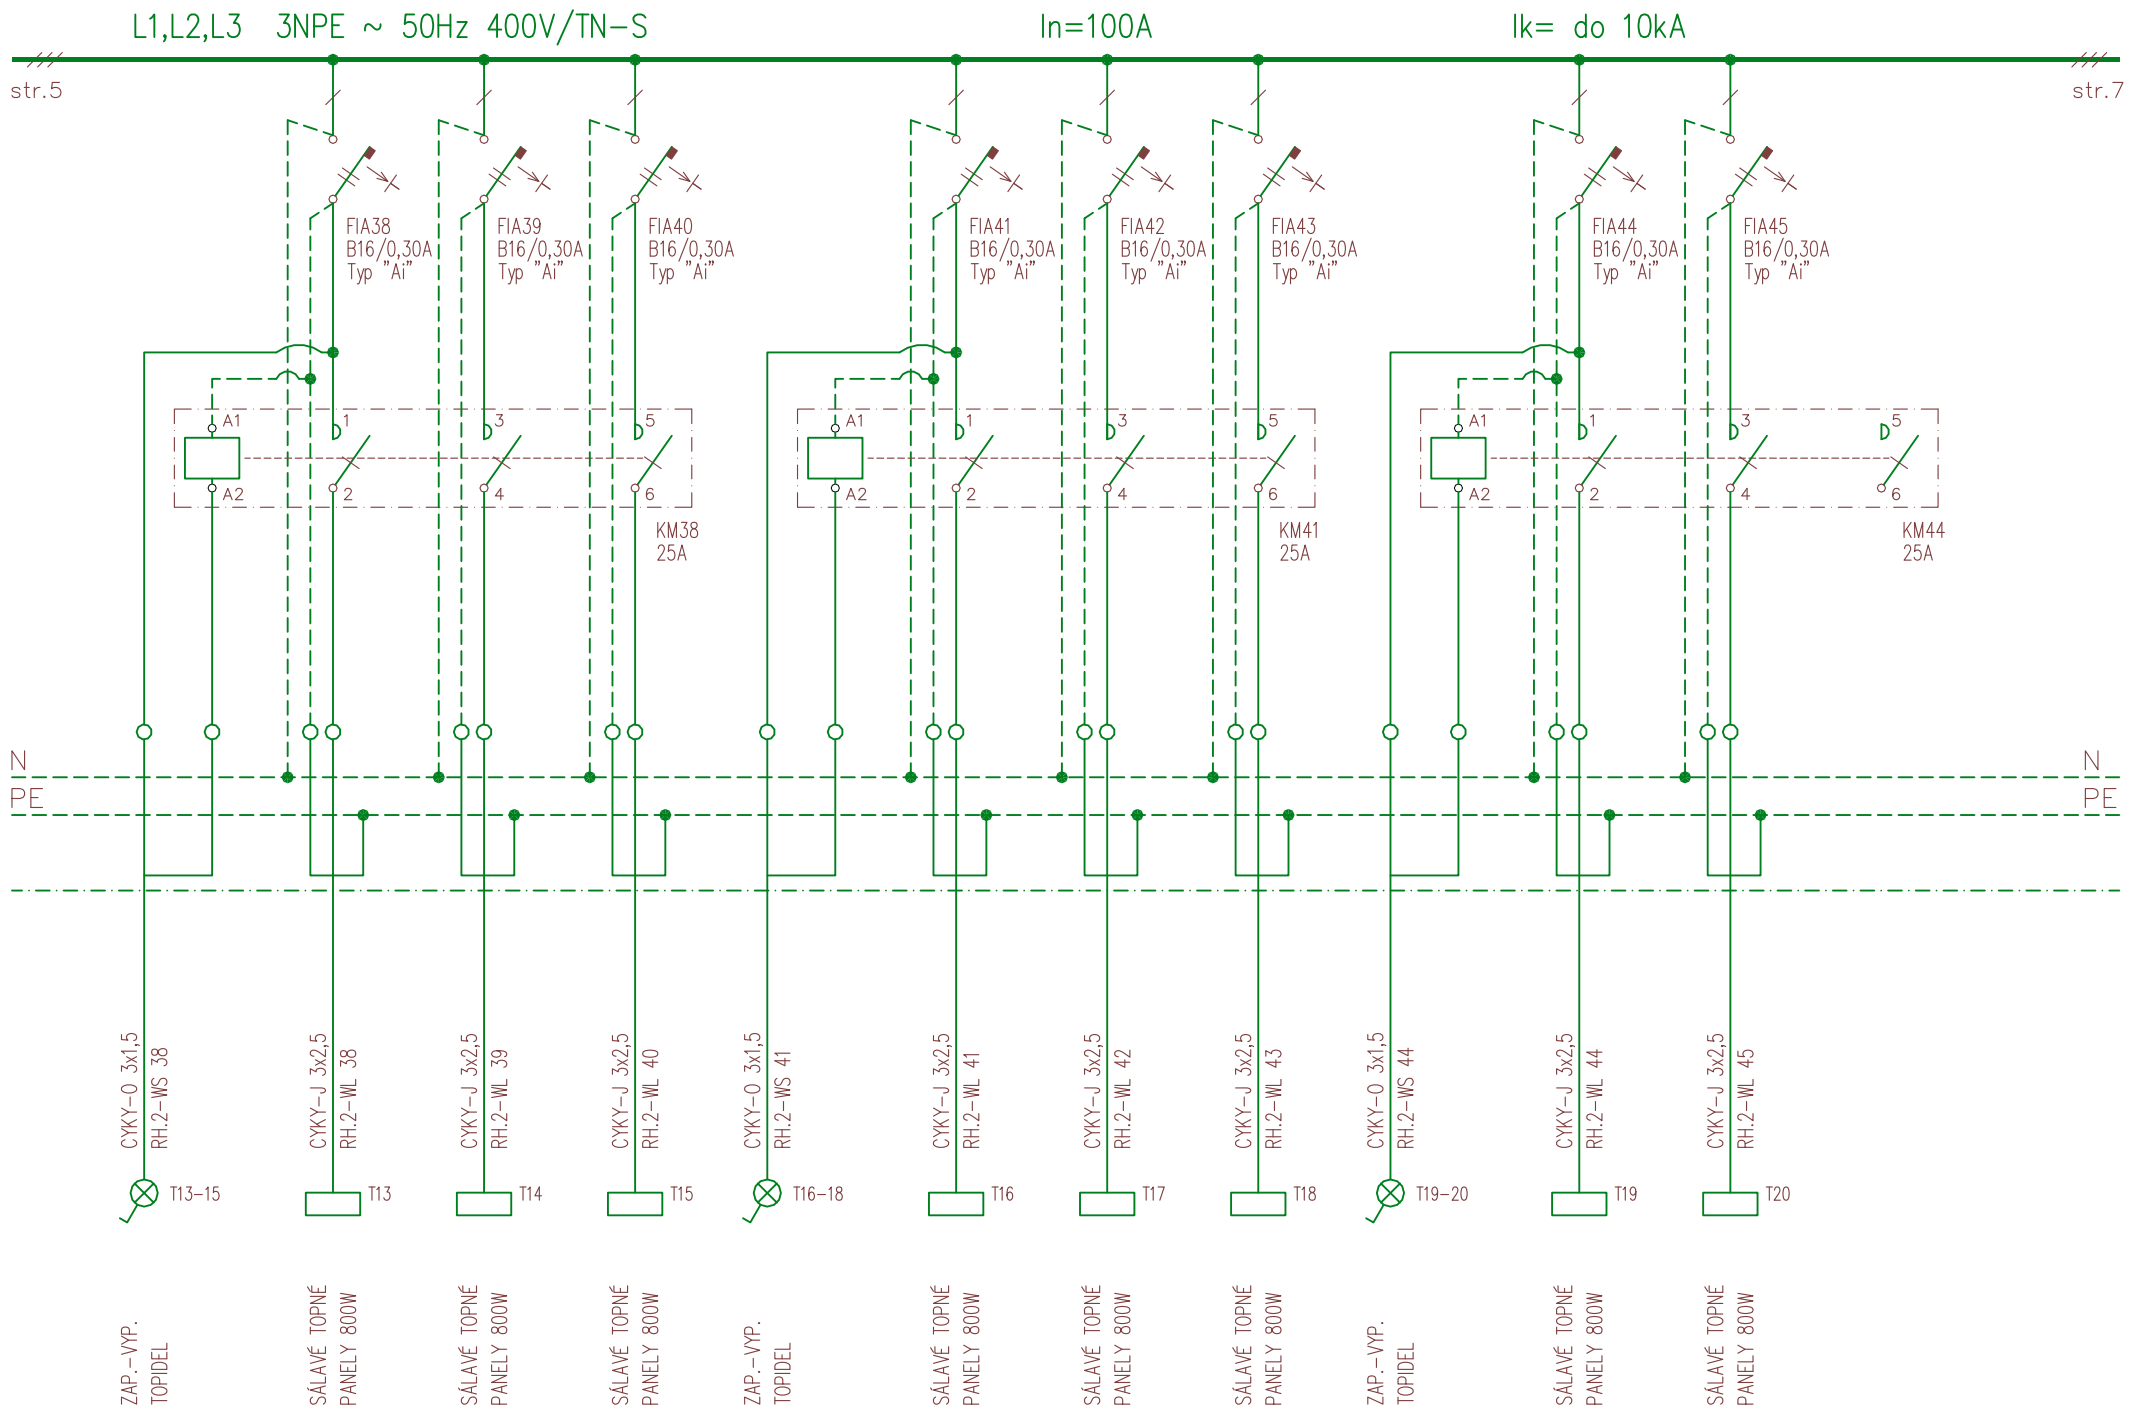 L1,L2,L3 3NPE ~ 50Hz 400V/TN-S
In=100A
Ik= do 10kA
str.5
str.7
FIA38
B16/0,30A
Typ "Ai"
FIA39
B16/0,30A
Typ "Ai"
FIA40
B16/0,30A
Typ "Ai"
FIA41
B16/0,30A
Typ "Ai"
FIA42
B16/0,30A
Typ "Ai"
FIA43
B16/0,30A
Typ "Ai"
FIA44
B16/0,30A
Typ "Ai"
FIA45
B16/0,30A
Typ "Ai"
A1
1
3
5
A2
2
4
6
KM38
25A
A1
1
3
5
A2
2
4
6
KM41
25A
A1
1
3
5
A2
2
4
6
KM44
25A
N
N
PE
PE
CYKY-O 3x1,5
RH.2-WS 38
CYKY-J 3x2,5
RH.2-WL 38
CYKY-J 3x2,5
RH.2-WL 39
CYKY-J 3x2,5
RH.2-WL 40
CYKY-O 3x1,5
RH.2-WS 41
CYKY-J 3x2,5
RH.2-WL 41
CYKY-J 3x2,5
RH.2-WL 42
CYKY-J 3x2,5
RH.2-WL 43
CYKY-O 3x1,5
RH.2-WS 44
CYKY-J 3x2,5
RH.2-WL 44
CYKY-J 3x2,5
RH.2-WL 45
T13-15
T13
T14
T15
T16-18
T16
T17
T18
T19-20
T19
T20
ZAP.-VYP.
TOPIDEL
SÁLAVÉ TOPNÉ
PANELY 800W
SÁLAVÉ TOPNÉ
PANELY 800W
SÁLAVÉ TOPNÉ
PANELY 800W
ZAP.-VYP.
TOPIDEL
SÁLAVÉ TOPNÉ
PANELY 800W
SÁLAVÉ TOPNÉ
PANELY 800W
SÁLAVÉ TOPNÉ
PANELY 800W
ZAP.-VYP.
TOPIDEL
SÁLAVÉ TOPNÉ
PANELY 800W
SÁLAVÉ TOPNÉ
PANELY 800W